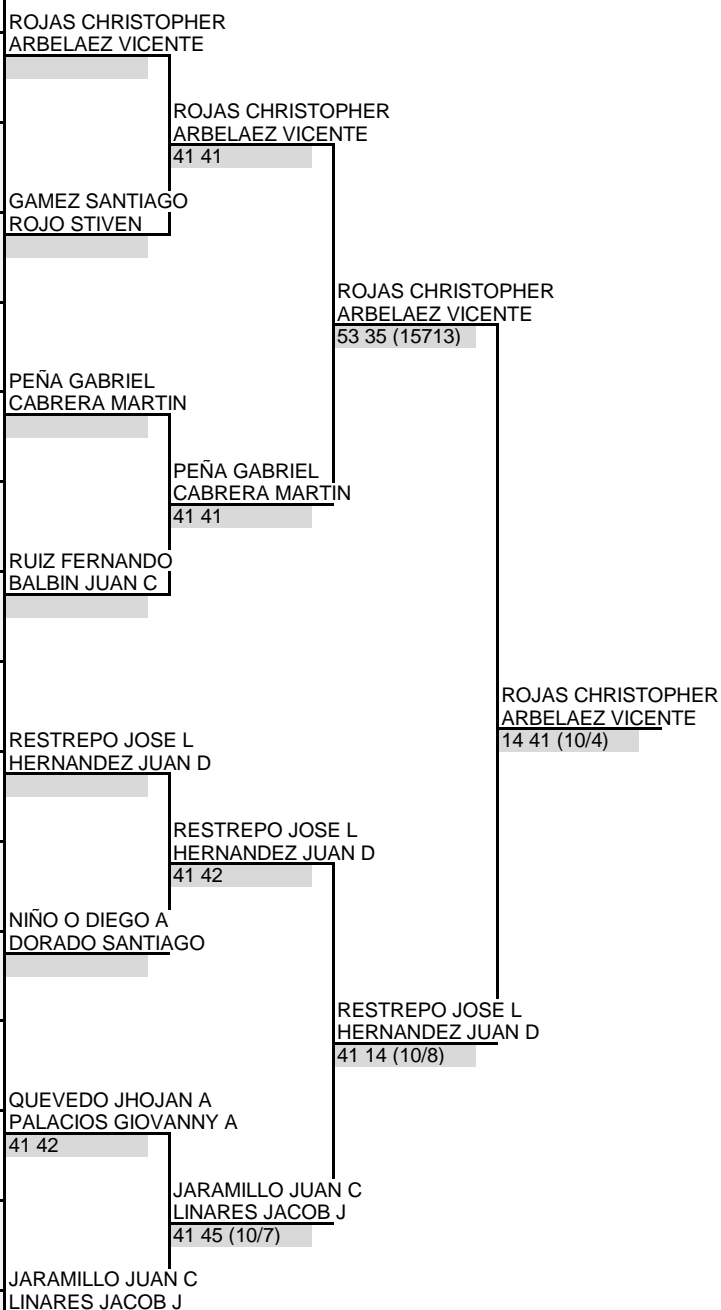 ROJAS CHRISTOPHER
ARBELAEZ VICENTE
ROJAS CHRISTOPHER
ARBELAEZ VICENTE
41 41
GAMEZ SANTIAGO
ROJO STIVEN
ROJAS CHRISTOPHER
ARBELAEZ VICENTE
53 35 (15713)
PEÑA GABRIEL
CABRERA MARTIN
PEÑA GABRIEL
CABRERA MARTIN
41 41
RUIZ FERNANDO
BALBIN JUAN C
ROJAS CHRISTOPHER
ARBELAEZ VICENTE
14 41 (10/4)
RESTREPO JOSE L
HERNANDEZ JUAN D
RESTREPO JOSE L
HERNANDEZ JUAN D
41 42
NIÑO O DIEGO A
DORADO SANTIAGO
RESTREPO JOSE L
HERNANDEZ JUAN D
41 14 (10/8)
QUEVEDO JHOJAN A
PALACIOS GIOVANNY A
41 42
JARAMILLO JUAN C
LINARES JACOB J
41 45 (10/7)
JARAMILLO JUAN C
LINARES JACOB J